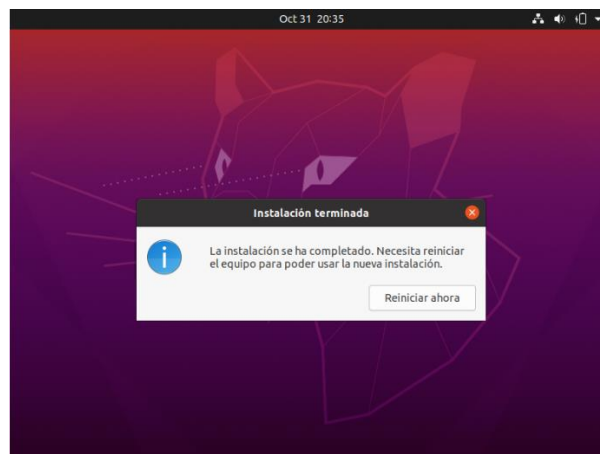 Oct 31 20:35
Instalación terminada
La instalación se ha completado. Necesita reiniciar
el equipo para poder usar la nueva instalación.
Reiniciar ahora